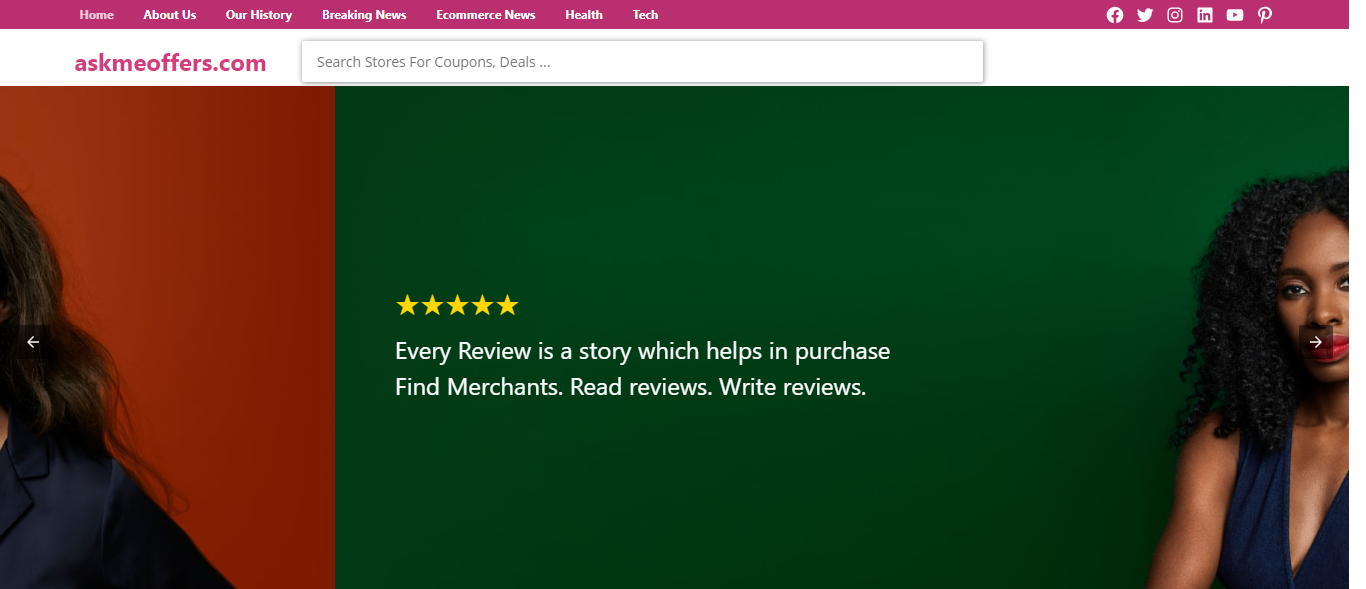 Home About Us Our History Breaking News Ecommerce News Health Tech
askmeoffers.com
Search Stores For Coupons, Deals ...
Every Review is a story which helps in purchase
Find Merchants. Read reviews. Write reviews.